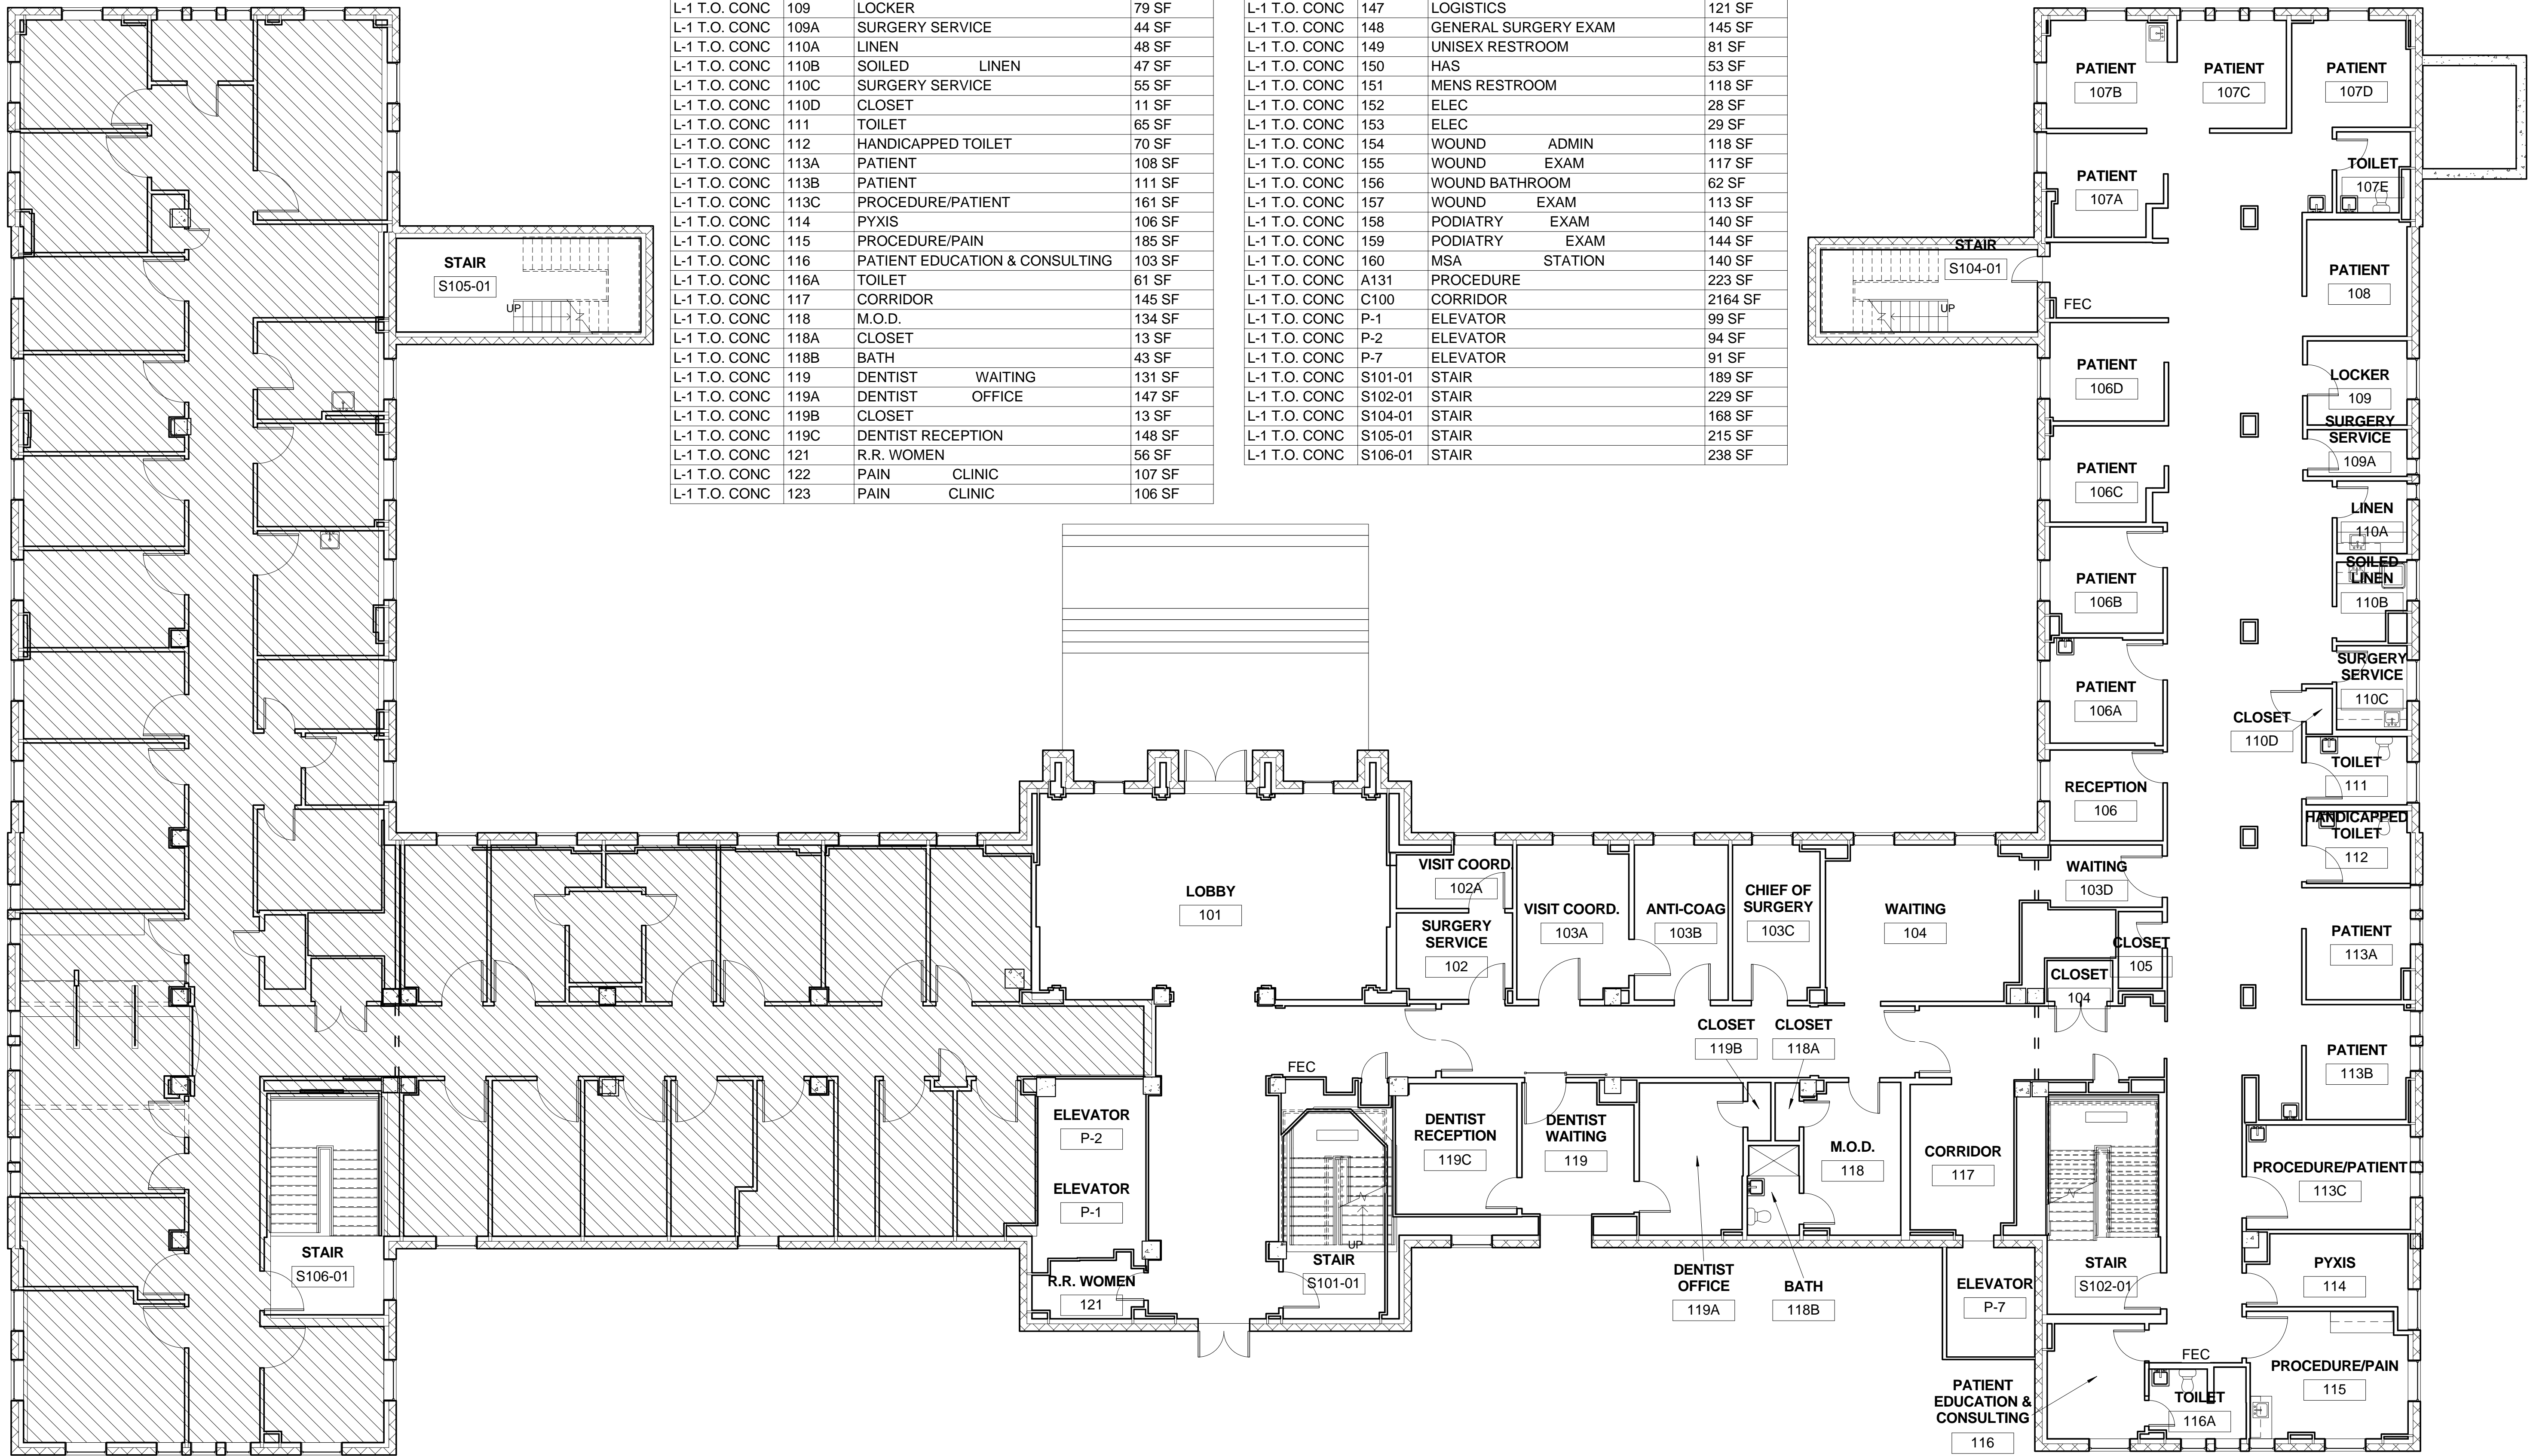 L-1 T.O. CONC 109 LOCKER 79 SF
L-1 T.O. CONC 109A SURGERY SERVICE 44 SF
L-1 T.O. CONC 110A LINEN 48 SF
L-1 T.O. CONC 110B SOILED LINEN 47 SF
L-1 T.O. CONC 110C SURGERY SERVICE 55 SF
L-1 T.O. CONC 110D CLOSET 11 SF
L-1 T.O. CONC 111 TOILET 65 SF
L-1 T.O. CONC 112 HANDICAPPED TOILET 70 SF
L-1 T.O. CONC 113A PATIENT 108 SF
L-1 T.O. CONC 113B PATIENT 111 SF
L-1 T.O. CONC 113C PROCEDURE/PATIENT 161 SF
L-1 T.O. CONC 114 PYXIS 106 SF
L-1 T.O. CONC 115 PROCEDURE/PAIN 185 SF
L-1 T.O. CONC 116 PATIENT EDUCATION & CONSULTING 103 SF
L-1 T.O. CONC 116A TOILET 61 SF
L-1 T.O. CONC 117 CORRIDOR 145 SF
L-1 T.O. CONC 118 M.O.D. 134 SF
L-1 T.O. CONC 118A CLOSET 13 SF
L-1 T.O. CONC 118B BATH 43 SF
L-1 T.O. CONC 119 DENTIST WAITING 131 SF
L-1 T.O. CONC 119A DENTIST OFFICE 147 SF
L-1 T.O. CONC 119B CLOSET 13 SF
L-1 T.O. CONC 119C DENTIST RECEPTION 148 SF
L-1 T.O. CONC 121 R.R. WOMEN 56 SF
L-1 T.O. CONC 122 PAIN CLINIC 107 SF
L-1 T.O. CONC 123 PAIN CLINIC 106 SF
L-1 T.O. CONC 147 LOGISTICS 121 SF
L-1 T.O. CONC 148 GENERAL SURGERY EXAM 145 SF
L-1 T.O. CONC 149 UNISEX RESTROOM 81 SF
L-1 T.O. CONC 150 HAS 53 SF
L-1 T.O. CONC 151 MENS RESTROOM 118 SF
L-1 T.O. CONC 152 ELEC 28 SF
L-1 T.O. CONC 153 ELEC 29 SF
L-1 T.O. CONC 154 WOUND ADMIN 118 SF
L-1 T.O. CONC 155 WOUND EXAM 117 SF
L-1 T.O. CONC 156 WOUND BATHROOM 62 SF
L-1 T.O. CONC 157 WOUND EXAM 113 SF
L-1 T.O. CONC 158 PODIATRY EXAM 140 SF
L-1 T.O. CONC 159 PODIATRY EXAM 144 SF
L-1 T.O. CONC 160 MSA STATION 140 SF
L-1 T.O. CONC A131 PROCEDURE 223 SF
L-1 T.O. CONC C100 CORRIDOR 2164 SF
L-1 T.O. CONC P-1 ELEVATOR 99 SF
L-1 T.O. CONC P-2 ELEVATOR 94 SF
L-1 T.O. CONC P-7 ELEVATOR 91 SF
L-1 T.O. CONC S101-01 STAIR 189 SF
L-1 T.O. CONC S102-01 STAIR 229 SF
L-1 T.O. CONC S104-01 STAIR 168 SF
L-1 T.O. CONC S105-01 STAIR 215 SF
L-1 T.O. CONC S106-01 STAIR 238 SF
STAIR
S105-01
UP
STAIR
S104-01
UP
FEC
PATIENT
107B
PATIENT
107C
PATIENT
107D
PATIENT
107A
TOILET
107E
PATIENT
108
PATIENT
106D
LOCKER
109
SURGERY
SERVICE
109A
PATIENT
106C
LINEN
110A
PATIENT
106B
SOILED
LINEN
110B
PATIENT
106A
SURGERY
SERVICE
110C
CLOSET
110D
RECEPTION
106
TOILET
111
HANDICAPPED
TOILET
112
LOBBY
101
VISIT COORD.
102A
SURGERY
SERVICE
102
VISIT COORD.
103A
ANTI-COAG
103B
CHIEF OF
SURGERY
103C
WAITING
104
WAITING
103D
CLOSET
105
CLOSET
104
PATIENT
113A
PATIENT
113B
CLOSET
119B
CLOSET
118A
FEC
ELEVATOR
P-2
ELEVATOR
P-1
R.R. WOMEN
121
STAIR
S106-01
UP
STAIR
S101-01
DENTIST
RECEPTION
119C
DENTIST
WAITING
119
M.O.D.
118
CORRIDOR
117
PROCEDURE/PATIENT
113C
DENTIST
OFFICE
119A
BATH
118B
ELEVATOR
P-7
STAIR
S102-01
PYXIS
114
FEC
PROCEDURE/PAIN
115
PATIENT
EDUCATION &
CONSULTING
116
TOILET
116A